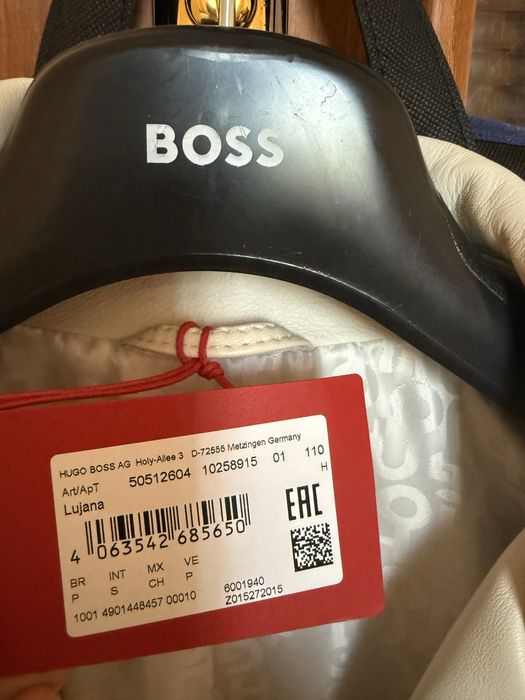 BOSS
HUGO BOSS AG Holy-Allee 3 D-72555 Metzingen Germany
Art/ApT 50512604 10258915 01 110
Lujana H
EAC
4 063542 685650
BR INT MX VE
P S CH P
6001940
1001 4901448457 00010 Z015272015